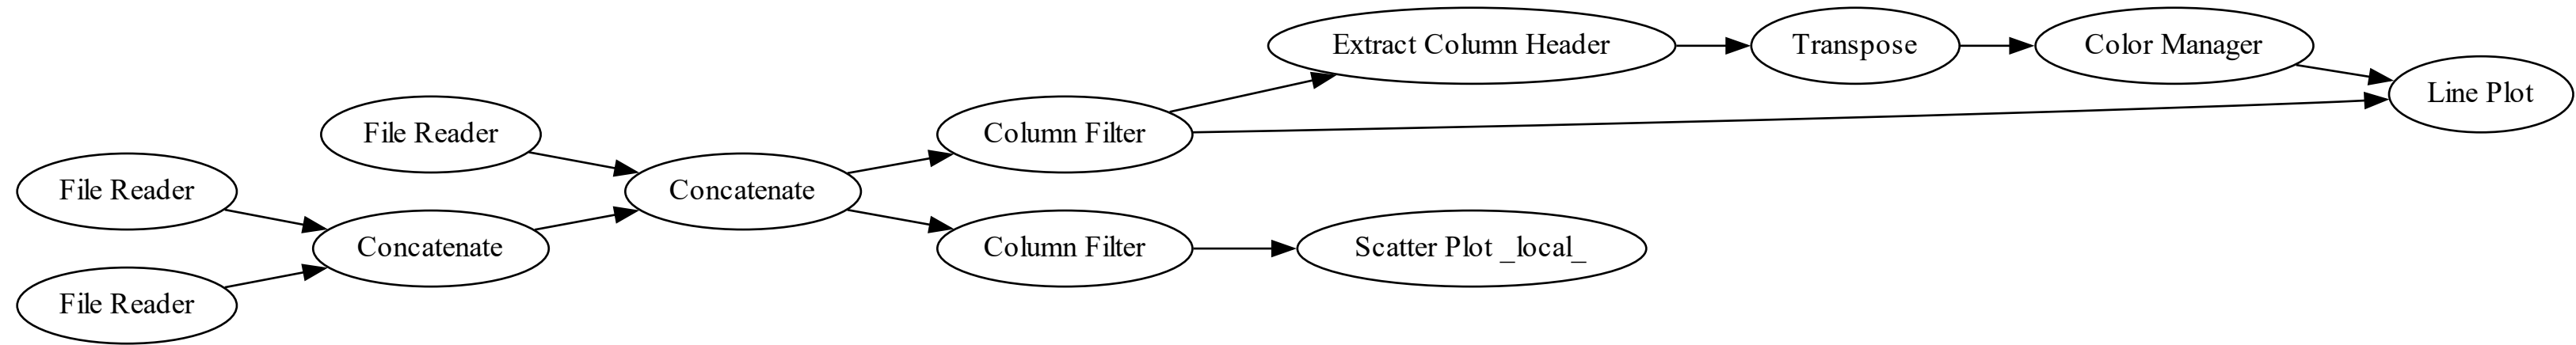 Extract Column Header
Transpose
Color Manager
Line Plot
File Reader
Column Filter
File Reader
Concatenate
Concatenate
Column Filter
Scatter Plot _local_
File Reader